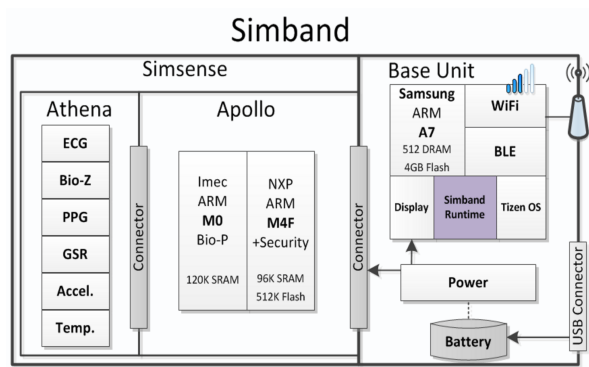 Simband
Simsense
Athena
ECG
Bio-Z
PPG
GSR
Accel.
Temp.
Connector
Apollo
Imec
ARM
M0
Bio-P
120K SRAM
NXP
ARM
M4F
+Security
96K SRAM
512K Flash
Connector
Base Unit
Samsung
ARM
A7
512 DRAM
4GB Flash
WiFi
BLE
Display
Simband
Runtime
Tizen OS
Power
Battery
USB Connector